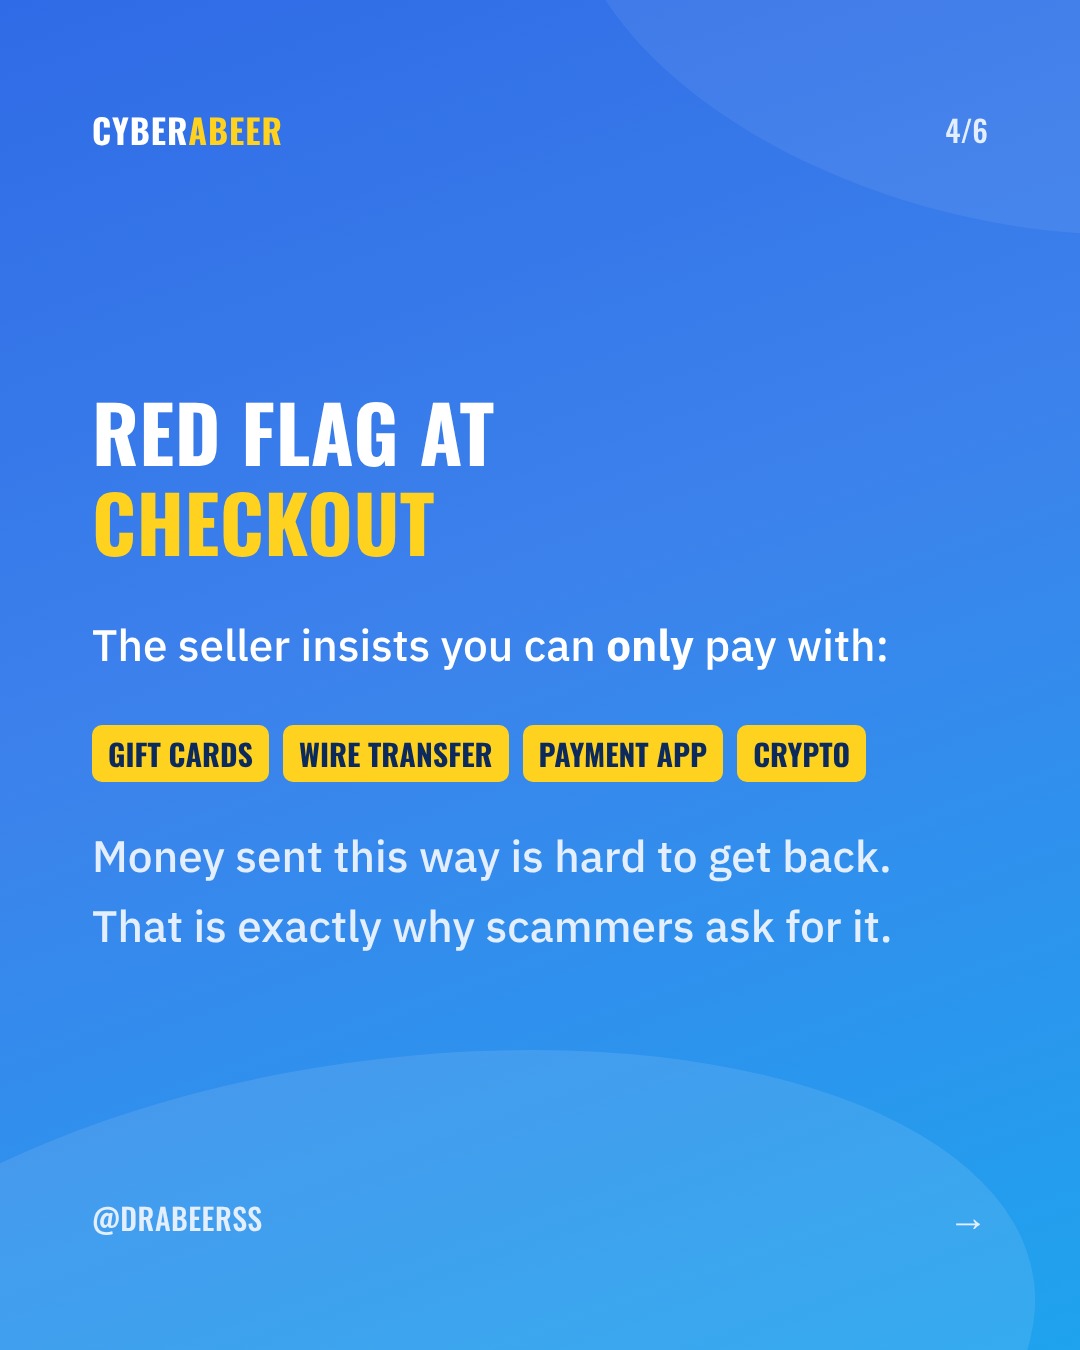 CYBERABEER
4/6
RED FLAG AT
CHECKOUT
The seller insists you can only pay with:
GIFT CARDS WIRE TRANSFER PAYMENT APP CRYPTO
Money sent this way is hard to get back.
That is exactly why scammers ask for it.
@DRABEERSS
→